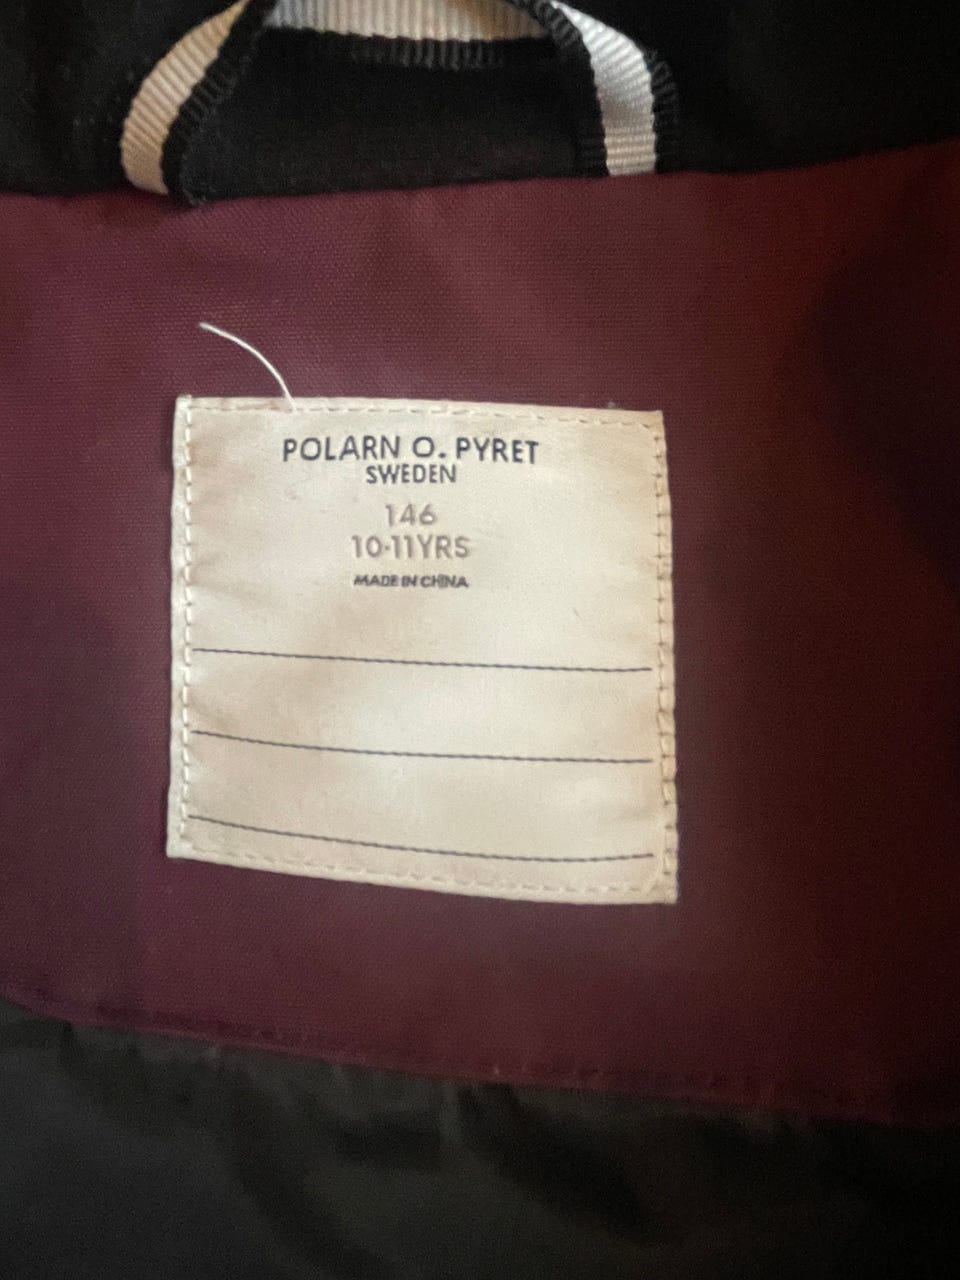 POLARN O. PYRET
SWEDEN
146
10-11YRS
MADE IN CHINA